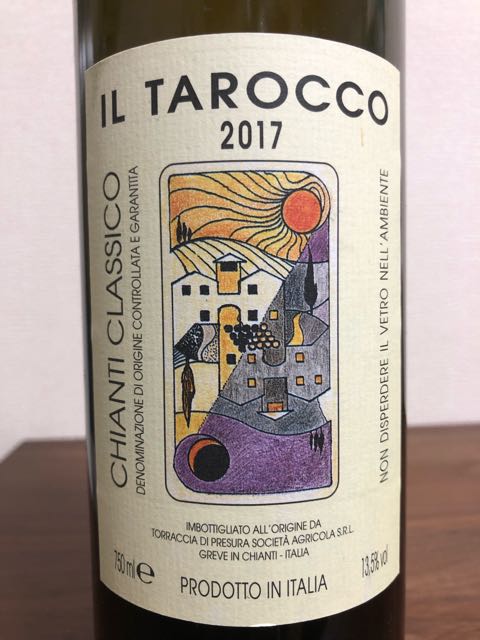 IL TAROCCO
2017
CHIANTI CLASSICO
DENOMINAZIONE DI ORIGINE CONTROLLATA E GARANTITA
NON DISPERDERE IL VETRO NELL'AMBIENTE
IMBOTTIGLIATO ALL'ORIGINE DA
TORRACCIA DI PRESURA SOCIETÀ AGRICOLA S.R.L.
GREVE IN CHIANTI - ITALIA
750 ml e
13,5% vol
PRODOTTO IN ITALIA